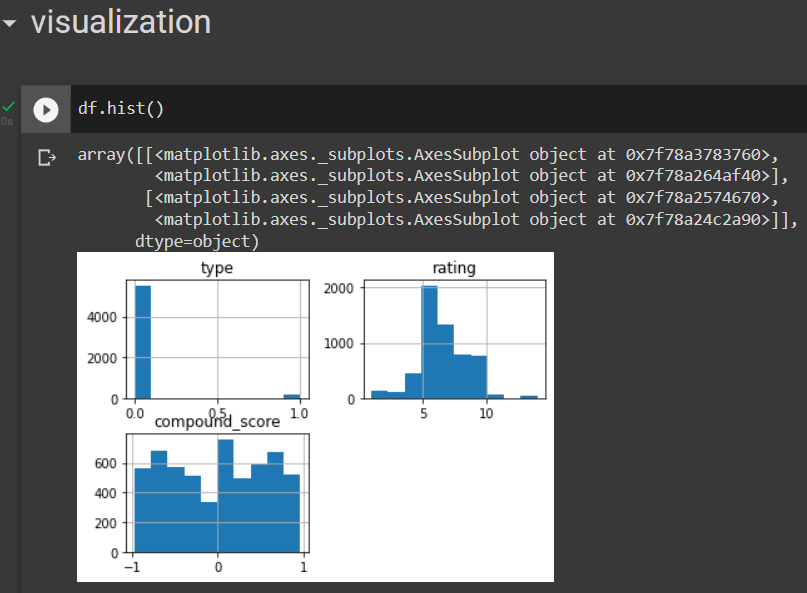 visualization
0s
df.hist()
array([[<matplotlib.axes._subplots.AxesSubplot object at 0x7f78a3783760>,
<matplotlib.axes._subplots.AxesSubplot object at 0x7f78a264af40>],
[<matplotlib.axes._subplots.AxesSubplot object at 0x7f78a2574670>,
<matplotlib.axes._subplots.AxesSubplot object at 0x7f78a24c2a90>]],
dtype=object)
type
4000
2000
0
0.0 0.5 1.0
rating
2000
1000
0
5 10
compound_score
600
400
200
0
−1 0 1